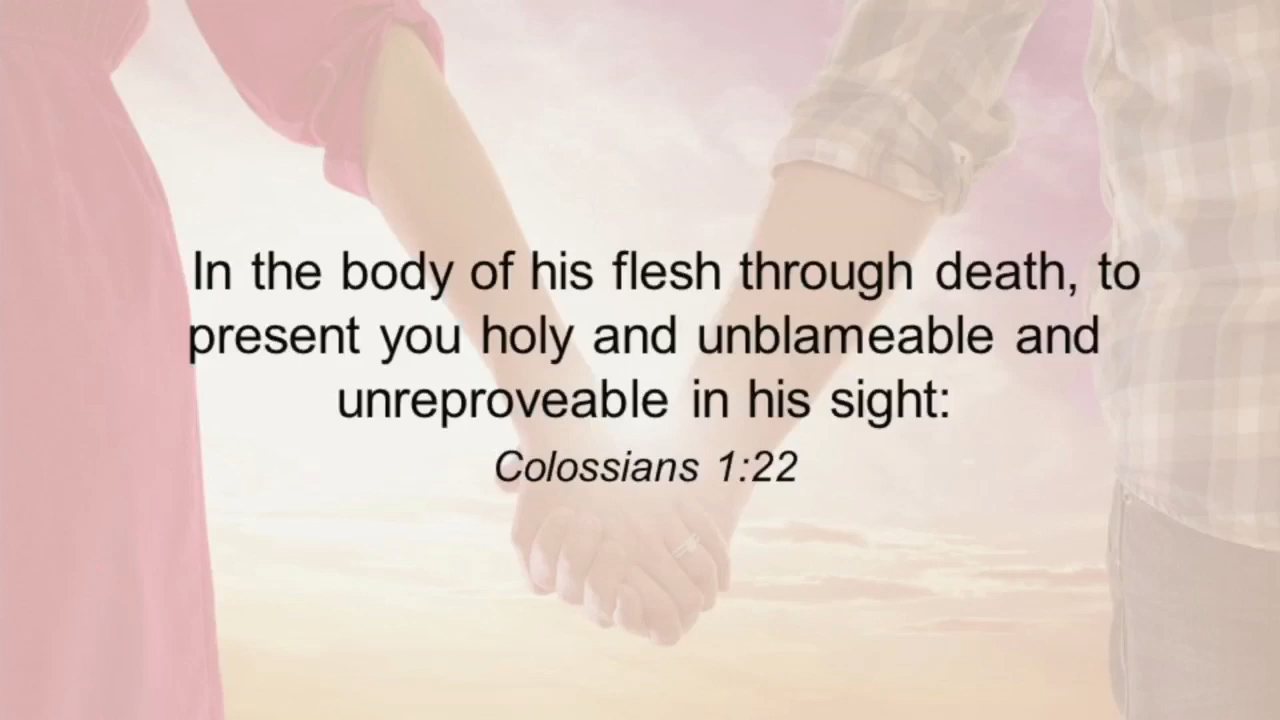 In the body of his flesh through death, to
present you holy and unblameable and
unreproveable in his sight:
Colossians 1:22